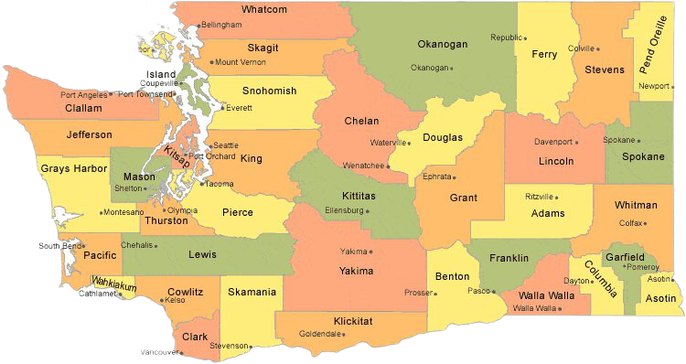 Whatcom
Bellingham
Okanogan
Republic
Ferry
Colville
Stevens
Pend Oreille
Skagit
Mount Vernon
Okanogan
Newport
Island
Coupeville
Snohomish
Everett
Port Angeles
Port Townsend
Clallam
Chelan
Waterville
Douglas
Jefferson
Kitsap
Seattle
Port Orchard
King
Wenatchee
Davenport
Lincoln
Spokane
Spokane
Grays Harbor
Mason
Shelton
Tacoma
Ephrata
Kittitas
Ellensburg
Grant
Ritzville
Adams
Whitman
Colfax
Montesano
Olympia
Thurston
Pierce
South Bend
Pacific
Chehalis
Lewis
Yakima
Yakima
Benton
Prosser
Franklin
Pasco
Garfield
Pomeroy
Columbia
Dayton
Asotin
Asotin
Wahkiakum
Cathlamet
Cowlitz
Kelso
Skamania
Walla Walla
Walla Walla
Klickitat
Goldendale
Clark
Stevenson
Vancouver